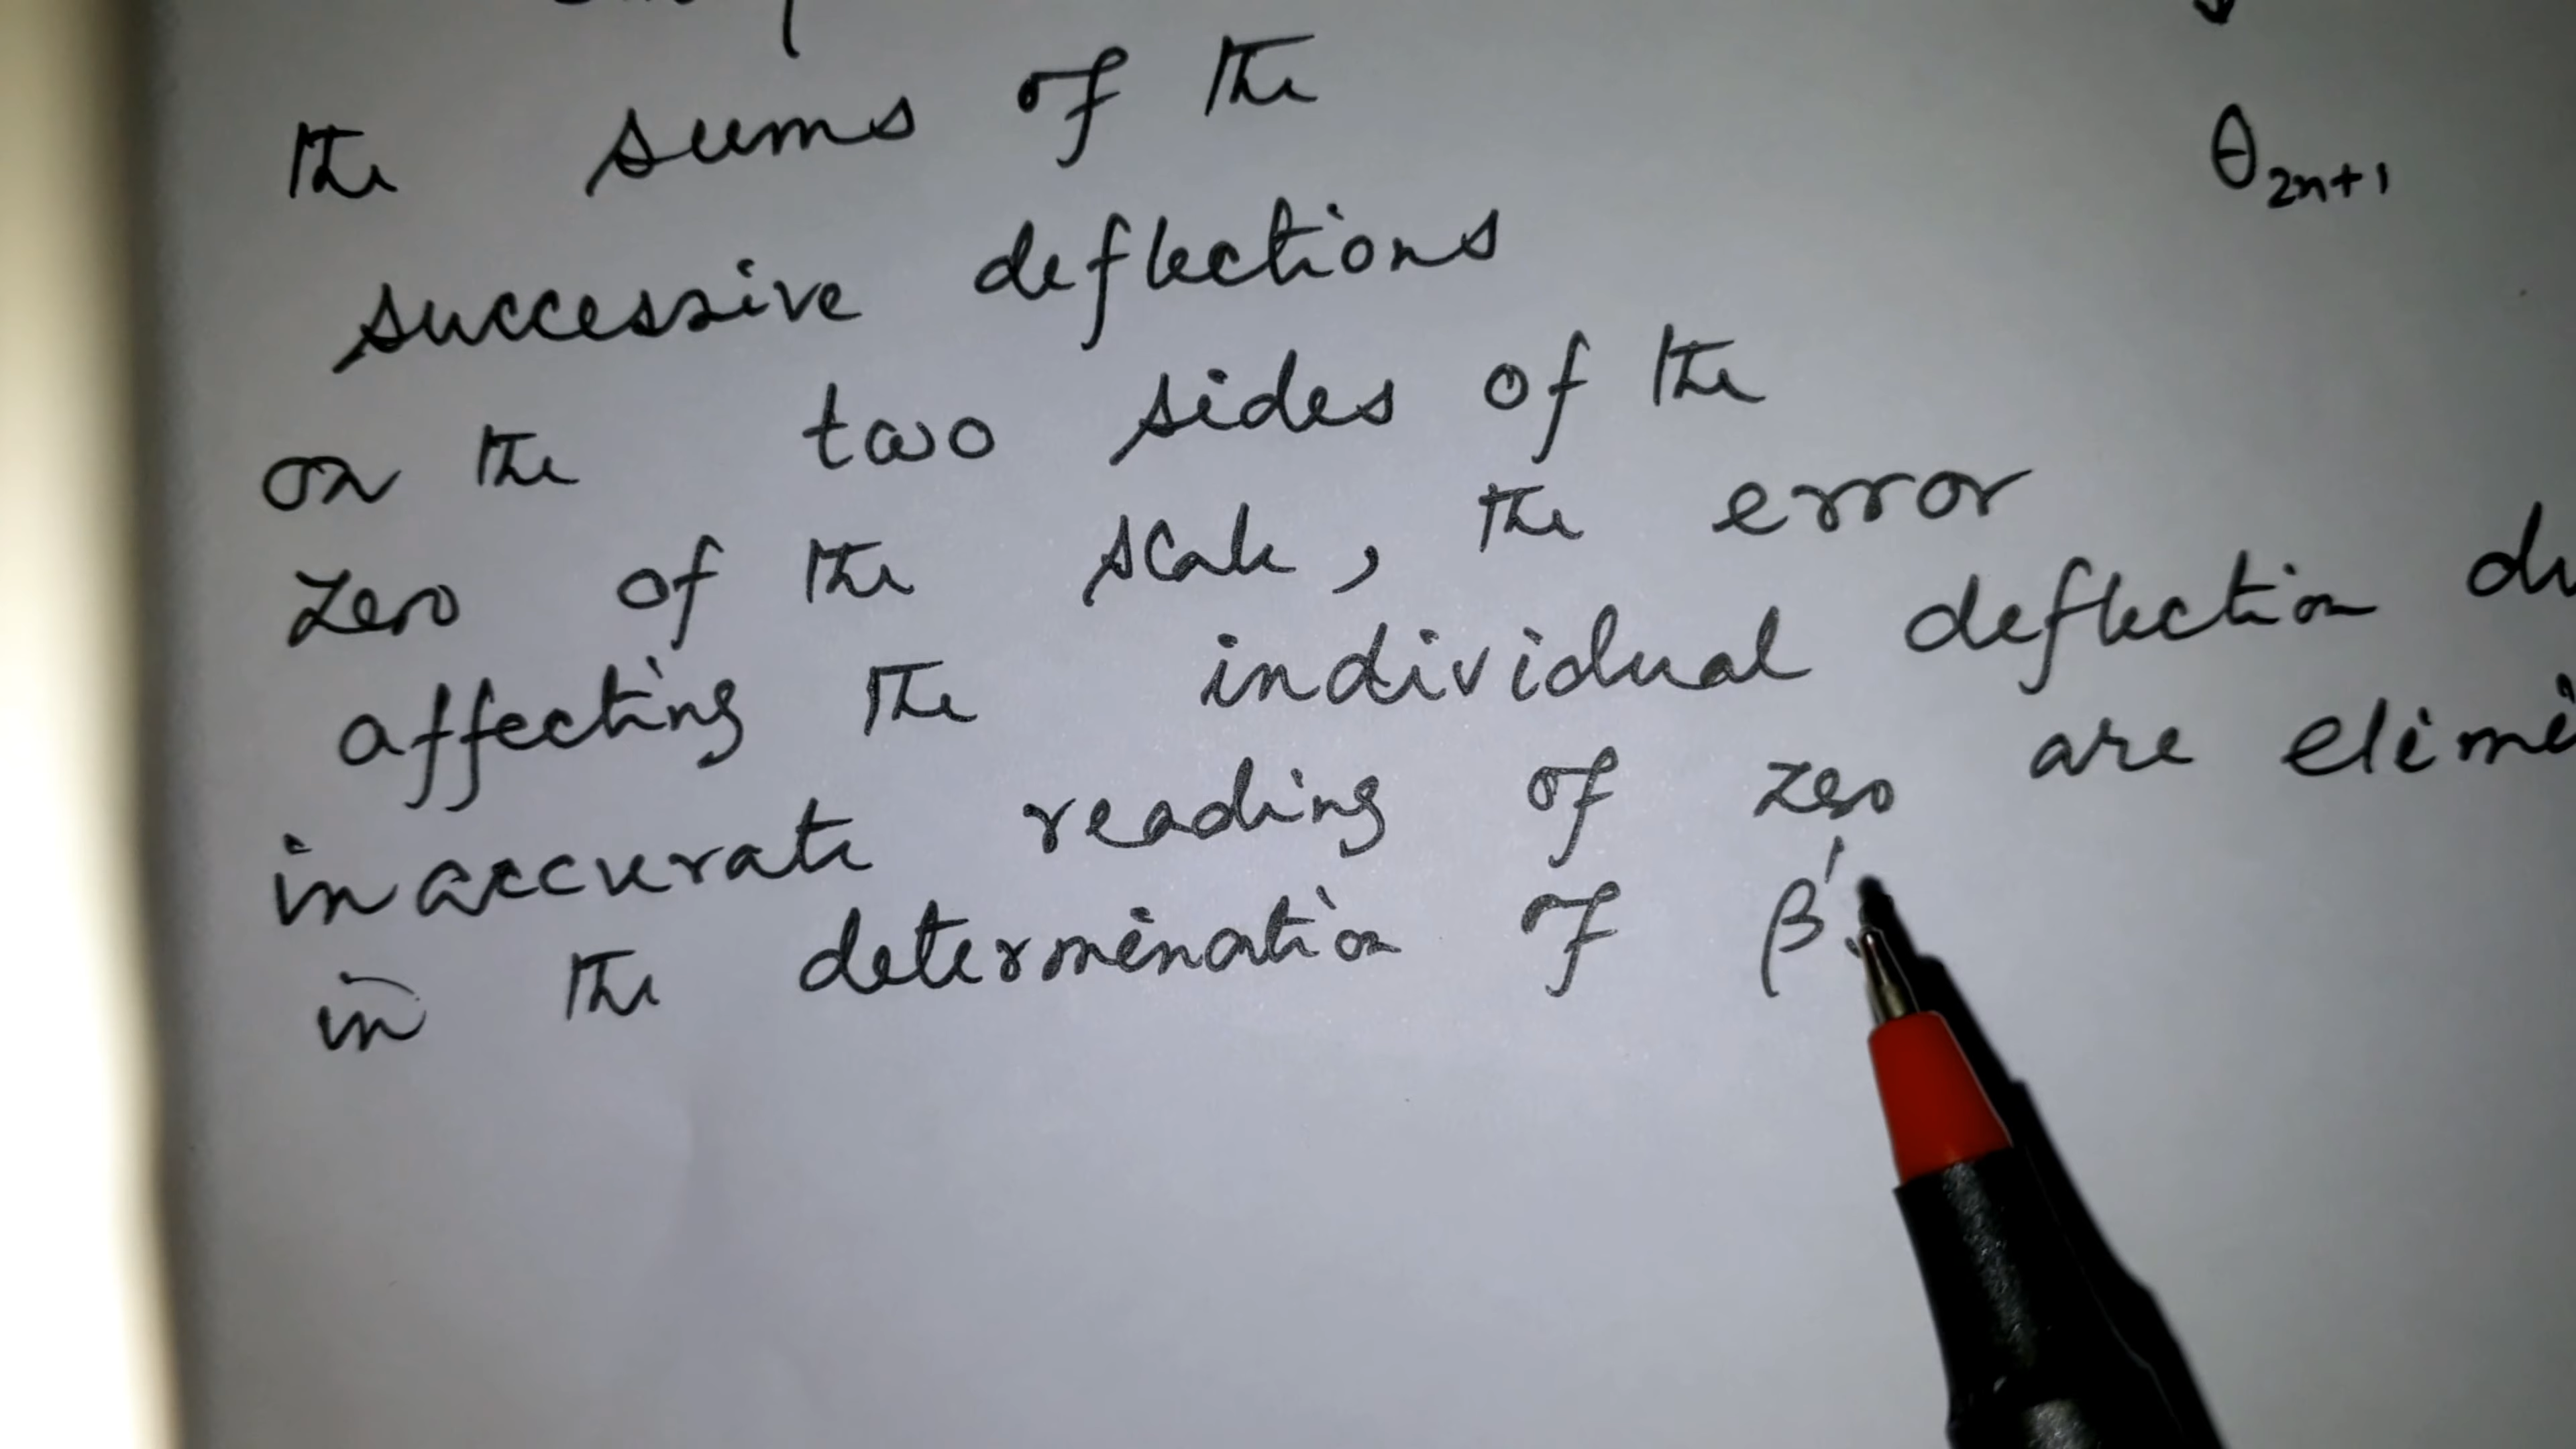 the sums of the
θ2n+1
successive deflections
on the two sides of the
zero of the scale, the error
affecting the individual deflection
inaccurate reading of zero are
in the determination of β'.